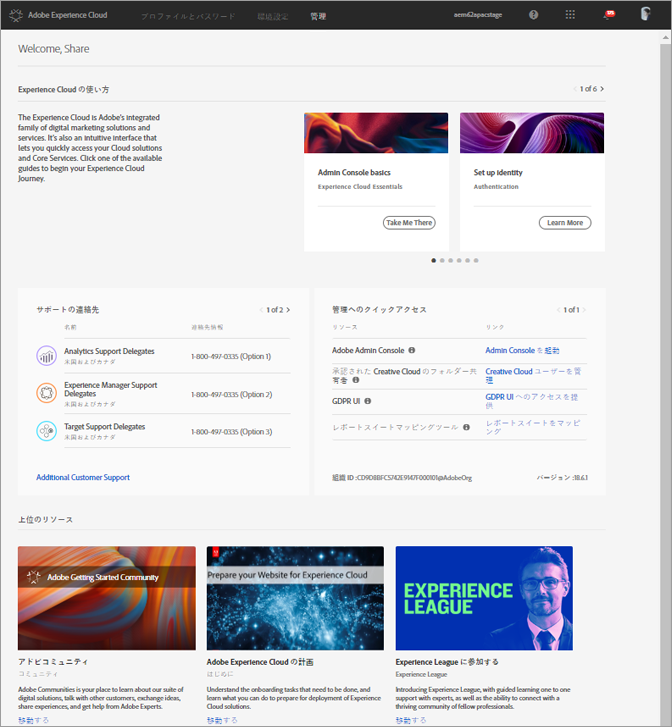 Adobe Experience Cloud プロファイルとパスワード 環境設定 管理 aem62apacstage
Welcome, Share
Experience Cloud の使い方 1 of 6
The Experience Cloud is Adobe's integrated
family of digital marketing solutions and
services. It's also an intuitive interface that
lets you quickly access your Cloud solutions
and Core Services. Click one of the available
guides to begin your Experience Cloud
Journey.
Admin Console basics
Experience Cloud Essentials
Take Me There
Set up identity
Authentication
Learn More
サポートの連絡先 1 of 2
名前 連絡先情報
Analytics Support Delegates
米国およびカナダ
1-800-497-0335 (Option 1)
Experience Manager Support
Delegates
米国およびカナダ
1-800-497-0335 (Option 2)
Target Support Delegates
米国およびカナダ
1-800-497-0335 (Option 3)
Additional Customer Support
管理へのクイックアクセス 1 of 1
リソース リンク
Adobe Admin Console Admin Console を起動
承認された Creative Cloud のフォルダー共
有者
Creative Cloud ユーザーを管
理
GDPR UI
GDPR UI へのアクセスを提
供
レポートスイートマッピングツール
レポートスイートをマッピ
ング
組織 ID :CD9D8BFC5742E9147F000101@AdobeOrg バージョン :18.6.1
上位のリソース
Adobe Getting Started Community
アドビコミュニティ
コミュニティ
Adobe Communities is your place to learn about our suite of
digital solutions, talk with other customers, exchange ideas,
share experiences, and get help from Adobe Experts.
移動する
Prepare your Website for Experience Cloud
Adobe Experience Cloud の計画
はじめに
Understand the onboarding tasks that need to be done, and
learn what you can do to prepare for deployment of Experience
Cloud solutions.
移動する
EXPERIENCE
LEAGUE
Experience League に参加する
Experience League
Introducing Experience League, with guided learning one to one
support with experts, as well as the ability to connect with a
thriving community of fellow professionals.
移動する